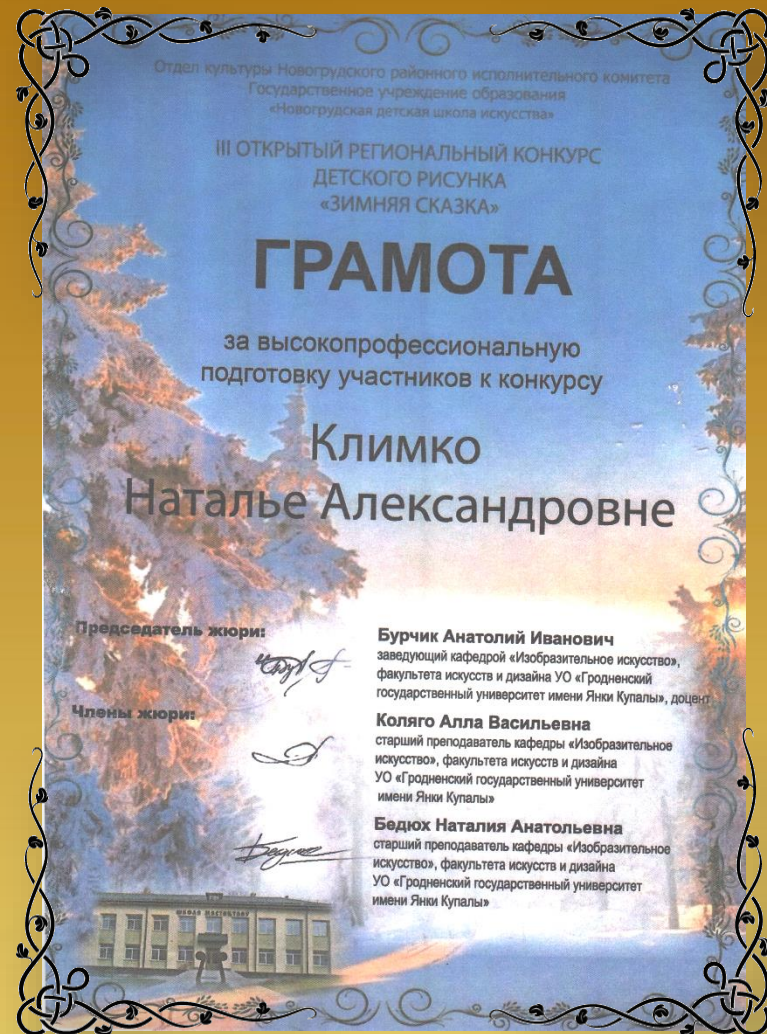 Отдел культуры Новогрудского районного исполнительного комитета
Государственное учреждение образования
«Новогрудская детская школа искусства»
III ОТКРЫТЫЙ РЕГИОНАЛЬНЫЙ КОНКУРС
ДЕТСКОГО РИСУНКА
«ЗИМНЯЯ СКАЗКА»
ГРАМОТА
за высокопрофессиональную
подготовку участников к конкурсу
Климко
Наталье Александровне
Председатель жюри:
Бурчик Анатолий Иванович
заведующий кафедрой «Изобразительное искусство»,
факультета искусств и дизайна УО «Гродненский
государственный университет имени Янки Купалы», доцент
Члены жюри:
Коляго Алла Васильевна
старший преподаватель кафедры «Изобразительное
искусство», факультета искусств и дизайна
УО «Гродненский государственный университет
имени Янки Купалы»
Бедюх Наталия Анатольевна
старший преподаватель кафедры «Изобразительное
искусство», факультета искусств и дизайна
УО «Гродненский государственный университет
имени Янки Купалы»
ШКОЛА МАСТАЦТВАЎ